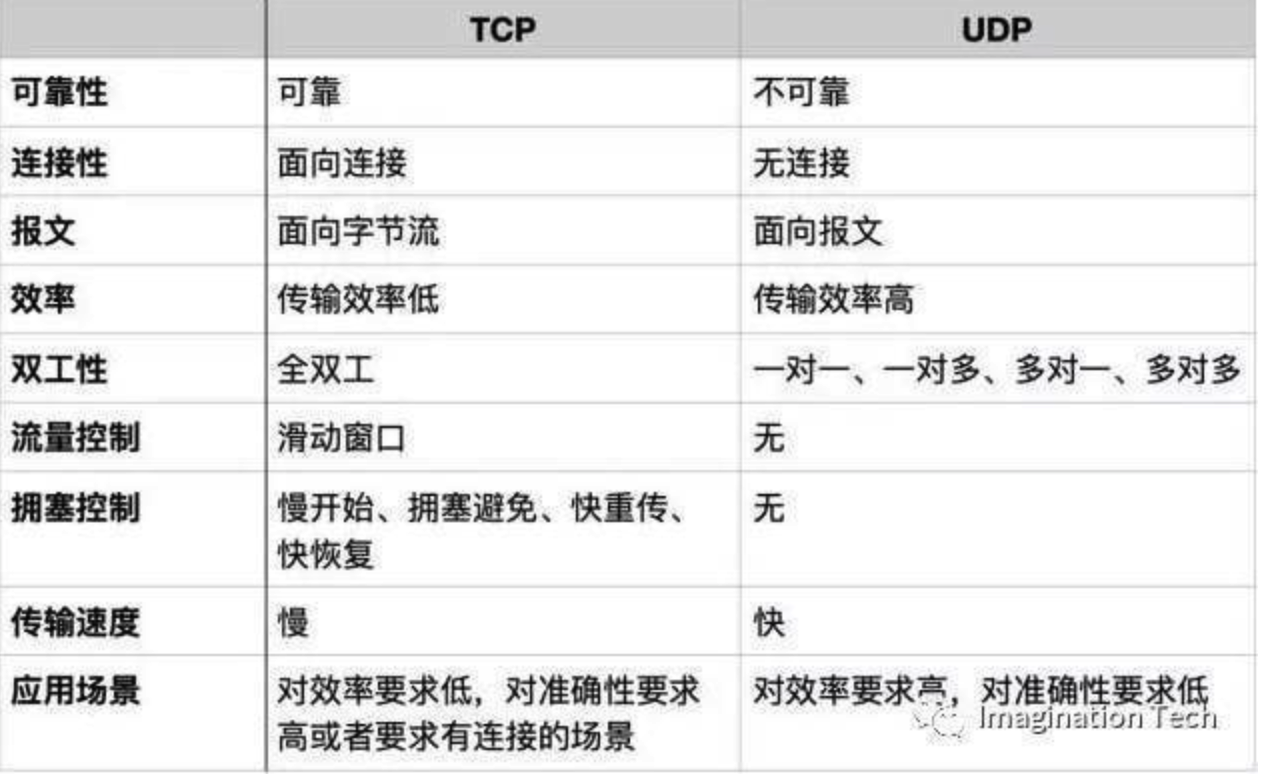 TCP UDP
可靠性 可靠 不可靠
连接性 面向连接 无连接
报文 面向字节流 面向报文
效率 传输效率低 传输效率高
双工性 全双工 一对一、一对多、多对一、多对多
流量控制 滑动窗口 无
拥塞控制 慢开始、拥塞避免、快重传、 无
快恢复
传输速度 慢 快
应用场景 对效率要求低，对准确性要求 对效率要求高，对准确性要求低
高或者要求有连接的场景
Imagination Tech